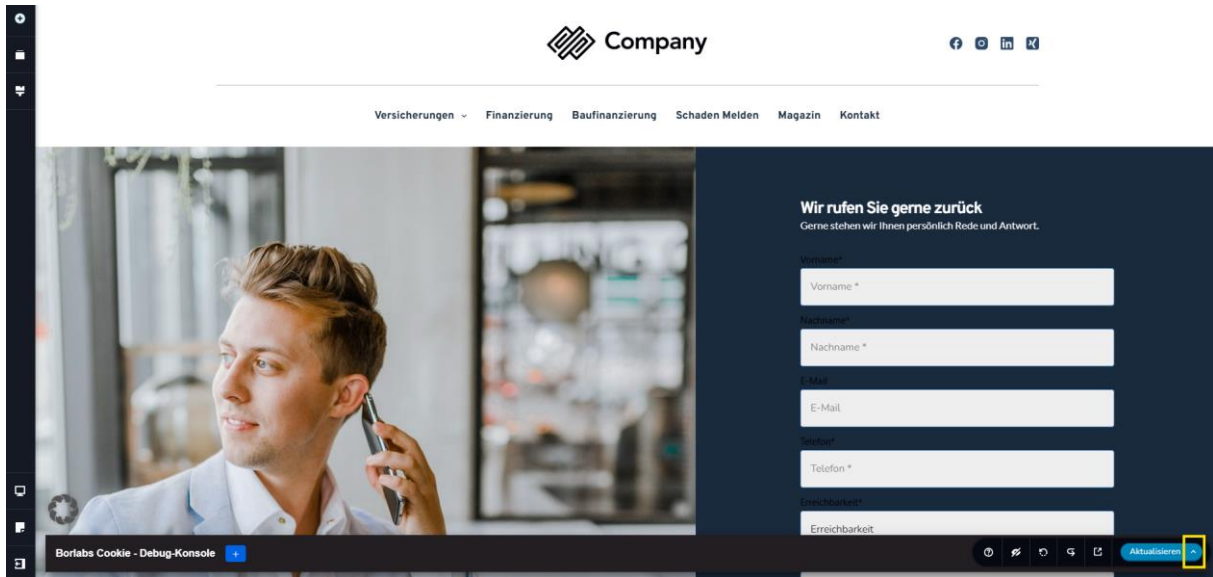 Company
Versicherungen Finanzierung Baufinanzierung Schaden Melden Magazin Kontakt
Wir rufen Sie gerne zurück
Gerne stehen wir Ihnen persönlich Rede und Antwort.
Vorname*
Vorname *
Nachname*
Nachname *
E-Mail
E-Mail
Telefon*
Telefon *
Erreichbarkeit*
Erreichbarkeit
Borlabs Cookie - Debug-Konsole +
Aktualisieren